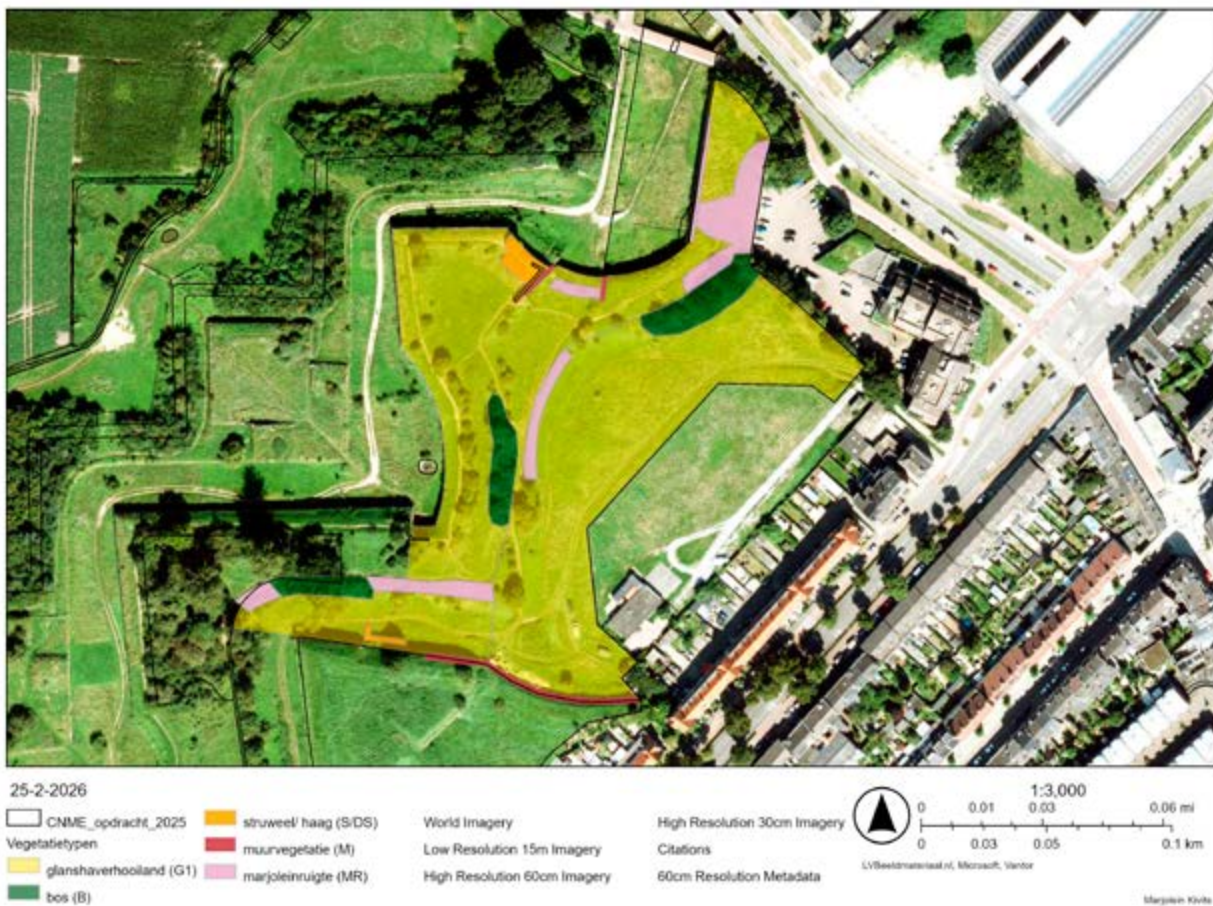 25-2-2026
CNME_opdracht_2025
Vegetatietypen
glanshaverhooiland (G1)
bos (B)
struweel/ haag (S/DS)
muurvegetatie (M)
marjoleinruigte (MR)
World Imagery
Low Resolution 15m Imagery
High Resolution 60cm Imagery
High Resolution 30cm Imagery
Citations
60cm Resolution Metadata
1:3,000
0 0.01 0.03 0.06 mi
0 0.03 0.05 0.1 km
LVBeeldmateriaal.nl, Microsoft, Vantor
Marjolein Kivits